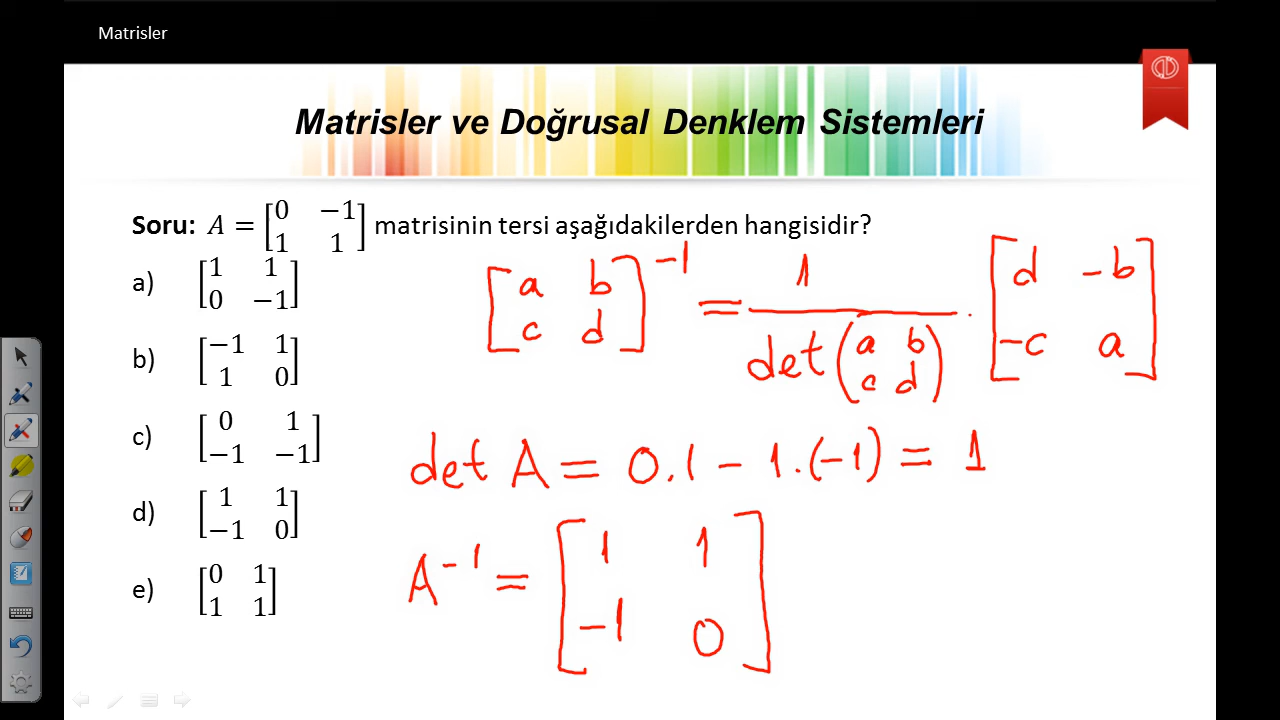 Matrisler
Matrisler ve Doğrusal Denklem Sistemleri
Soru: A = [0 −1; 1 1] matrisinin tersi aşağıdakilerden hangisidir?
a) [1 1; 0 −1]
b) [−1 1; 1 0]
c) [0 1; −1 −1]
d) [1 1; −1 0]
e) [0 1; 1 1]
[a b; c d]^−1 = 1 / det(a b; c d) · [d −b; −c a]
det A = 0.1 − 1.(−1) = 1
A^−1 = [1 1; −1 0]